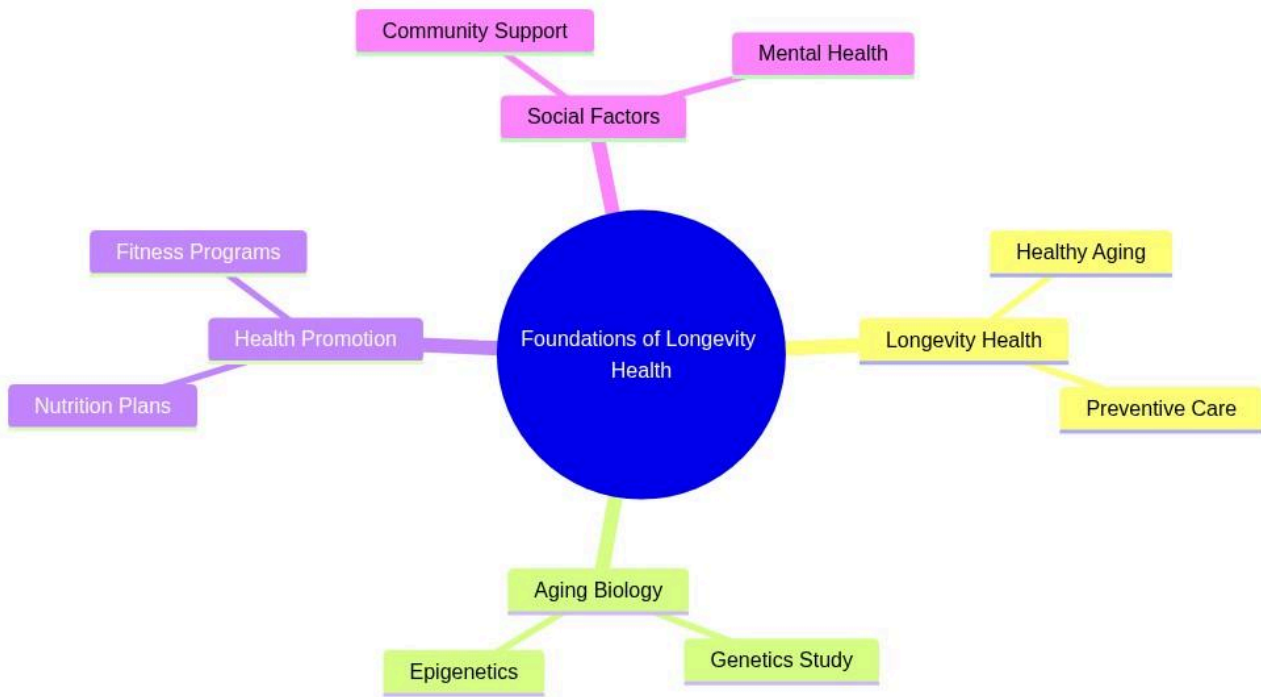 Community Support
Mental Health
Social Factors
Fitness Programs
Healthy Aging
Health Promotion
Foundations of Longevity
Health
Longevity Health
Nutrition Plans
Preventive Care
Aging Biology
Epigenetics
Genetics Study